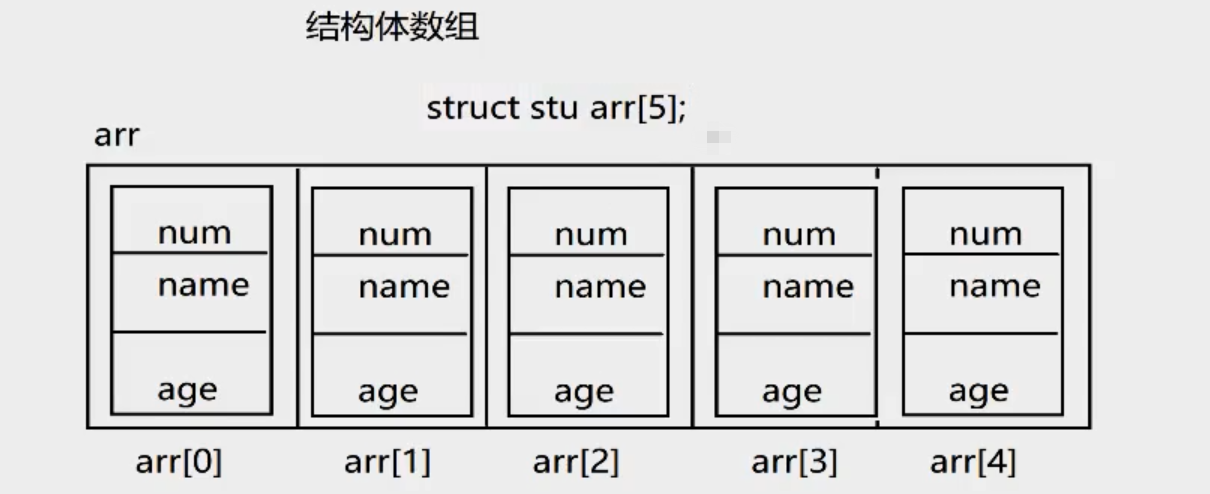 结构体数组
struct stu arr[5];
arr
num num num num num
name name name name name
age age age age age
arr[0] arr[1] arr[2] arr[3] arr[4]